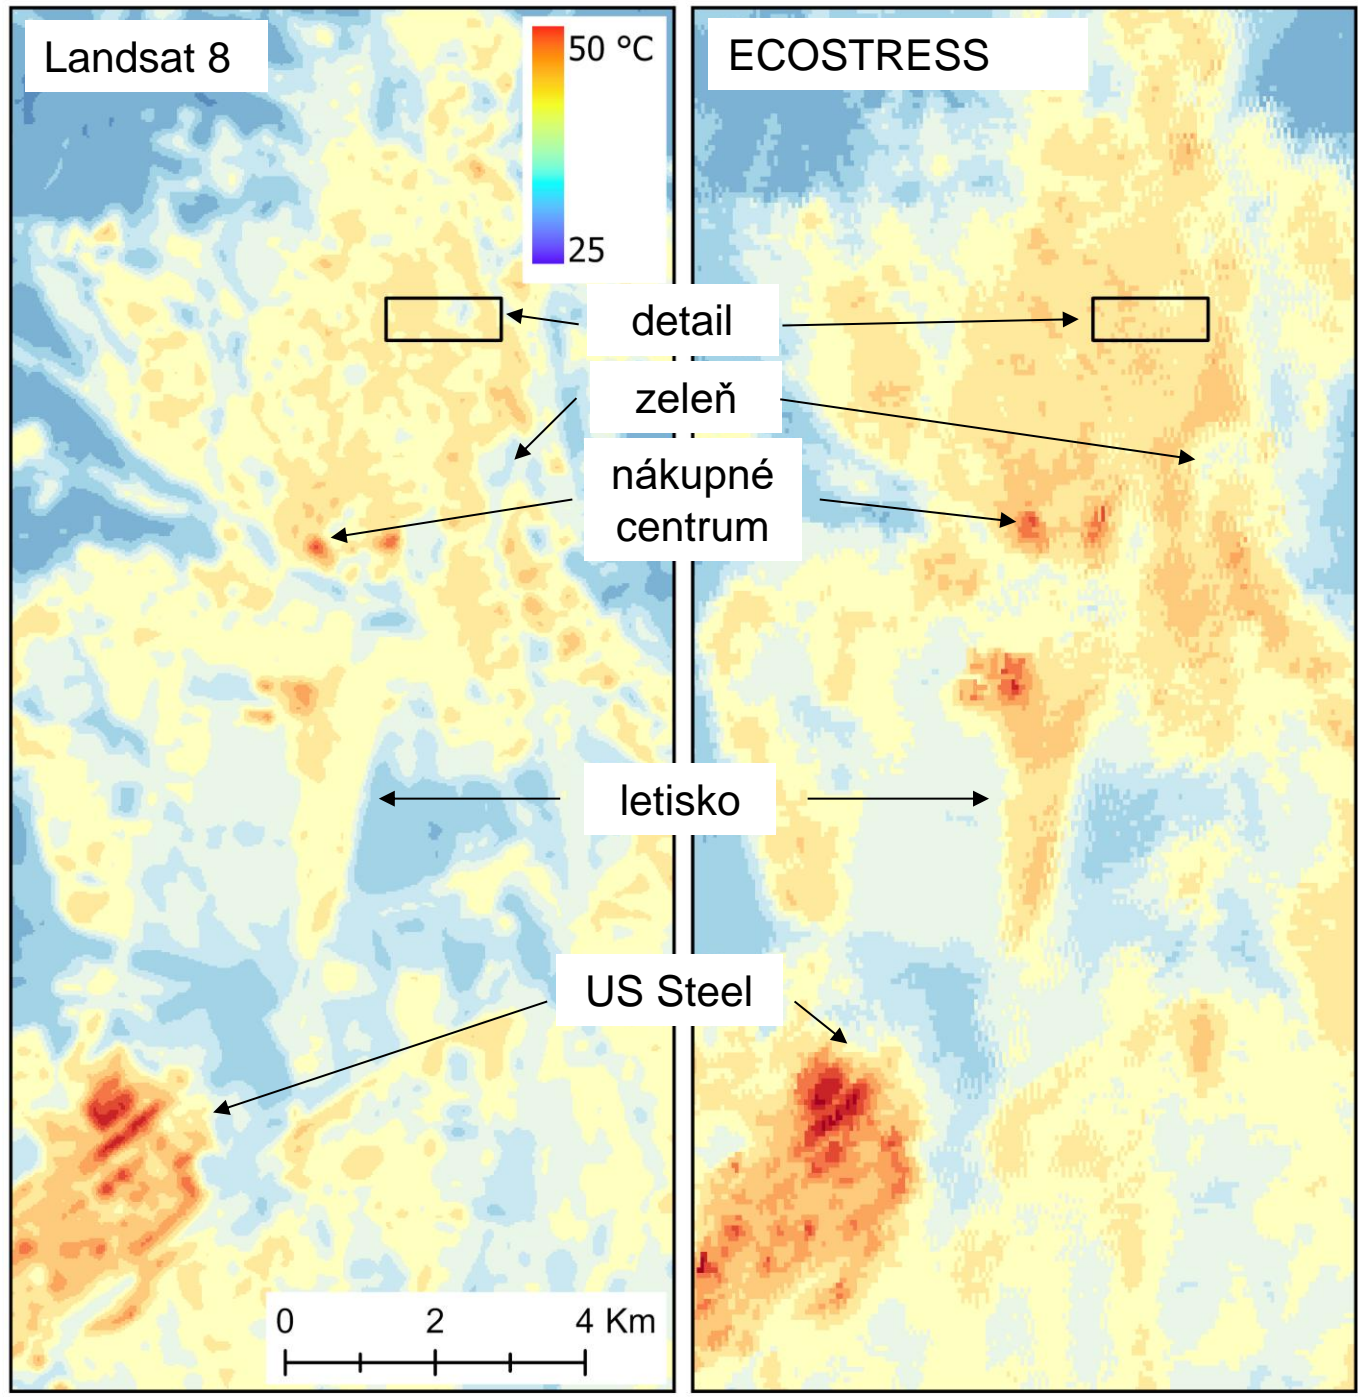 Landsat 8
50 °C
25
ECOSTRESS
detail
zeleň
nákupné
centrum
letisko
US Steel
0 2 4 Km